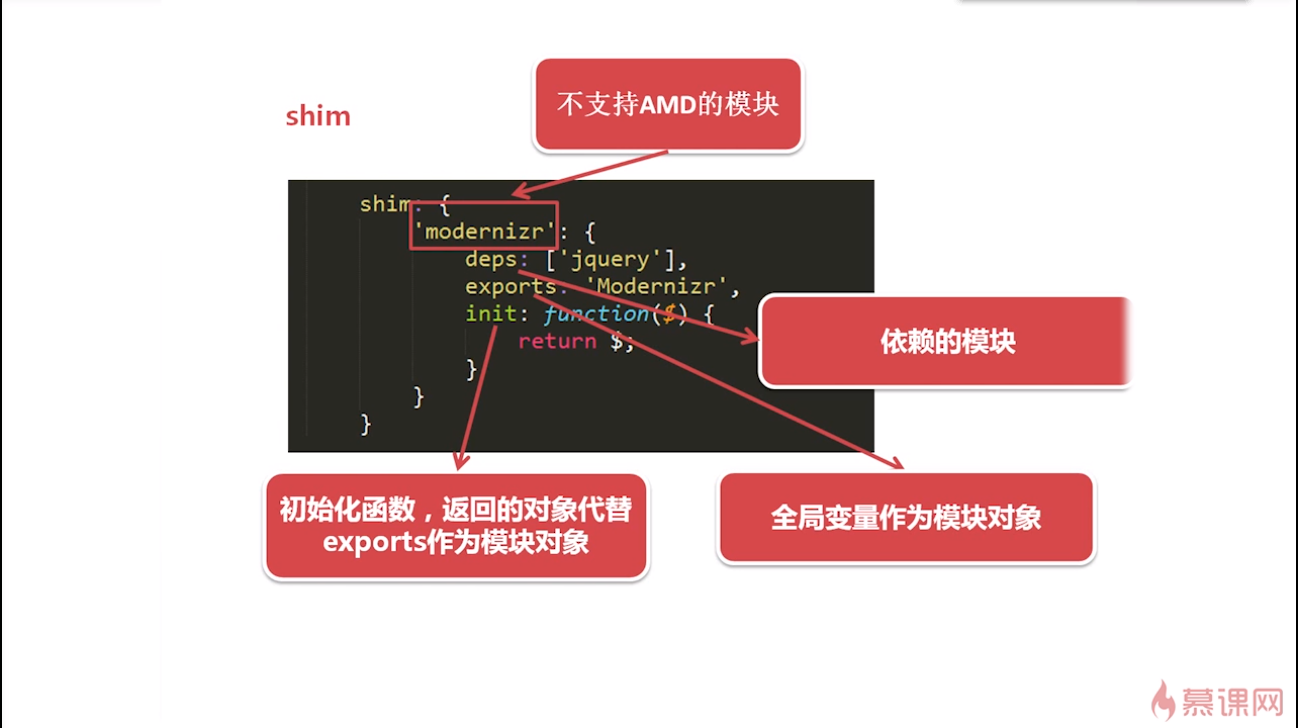 不支持AMD的模块
shim
shim: {
'modernizr': {
deps: ['jquery'],
exports: 'Modernizr',
init: function($) {
return $;
}
}
}
依赖的模块
初始化函数，返回的对象代替
exports作为模块对象
全局变量作为模块对象
慕课网